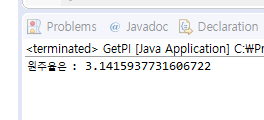 Problems @ Javadoc Declaration
<terminated> GetPI [Java Application] C:\Pr
원주율은 : 3.1415937731606722